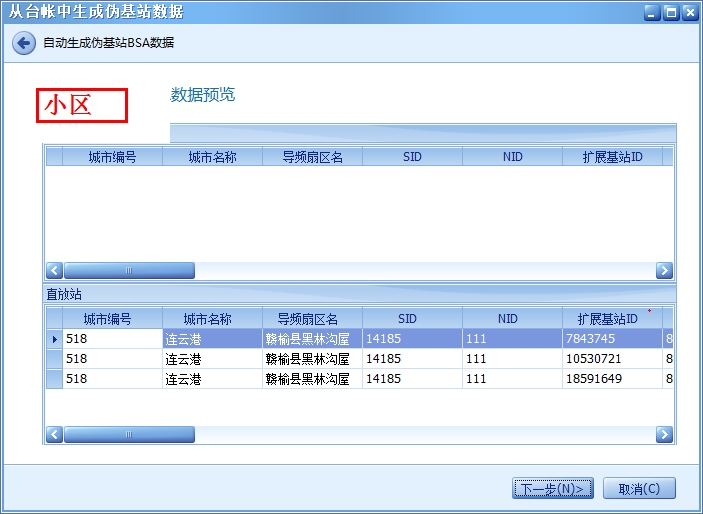 从台帐中生成伪基站数据
自动生成伪基站BSA数据
小区
数据预览
城市编号 城市名称 导频扇区名 SID NID 扩展基站ID
直放站
城市编号 城市名称 导频扇区名 SID NID 扩展基站ID
518 连云港 赣榆县黑林沟屋 14185 111 7843745 8
518 连云港 赣榆县黑林沟屋 14185 111 10530721 8
518 连云港 赣榆县黑林沟屋 14185 111 18591649 8
下一步(N)> 取消(C)